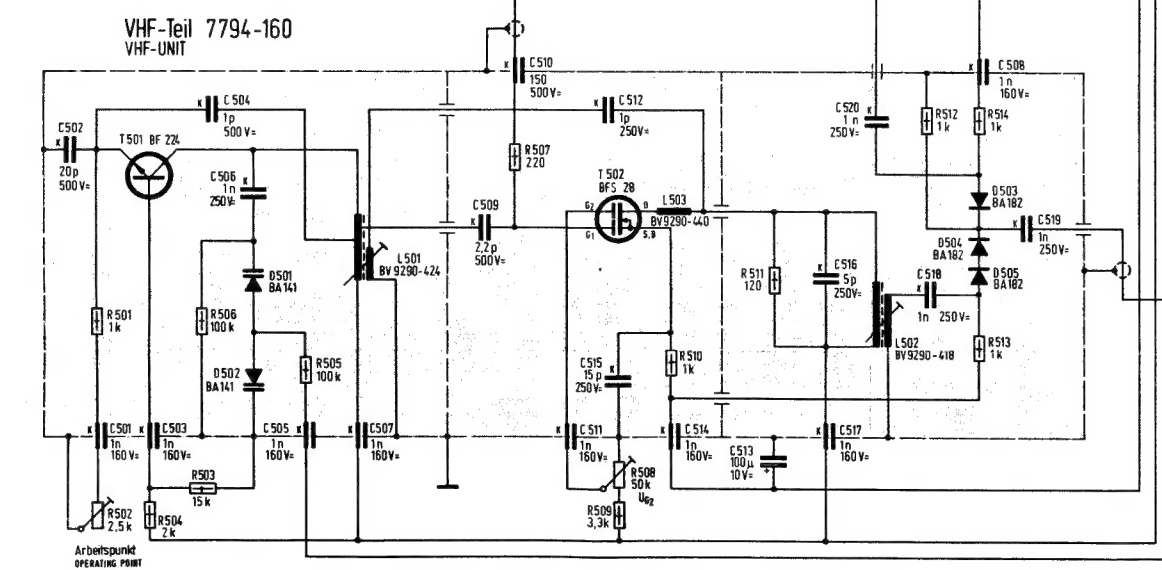 VHF-Teil 7794-160
VHF-UNIT
K C510
150
500V=
K C508
1n
160V=
K C504
1p
500V=
K C512
1p
250V=
C520 K
1n
250V=
R512
1k
R514
1k
C502
K
20p
500V=
T501 BF 224
R507
220
C506
1n K
250V=
T502
BFS 28
G2
G1
D
S,B
L503
BV9290-440
D503
BA182
C509
K
2,2p
500V=
K C519
1n
250V=
D504
BA182
D505
BA182
L501
BV9290-424
D501
BA141
R511
120
K C516
5p
250V=
C518
K
1n 250V=
R501
1k
R506
100k
L502
BV9290-418
R513
1k
R505
100k
D502
BA141
C515
15p K
250V=
R510
1k
K C501
1n
160V=
K C503
1n
160V=
C505 K
1n
160V=
K C507
1n
160V=
K C511
1n
160V=
K C514
1n
160V=
C513
100µ
10V=
+
K C517
1n
160V=
R503
15k
R508
50k
UG2
R502
2,5k
R504
2k
R509
3,3k
Arbeitspunkt
OPERATING POINT